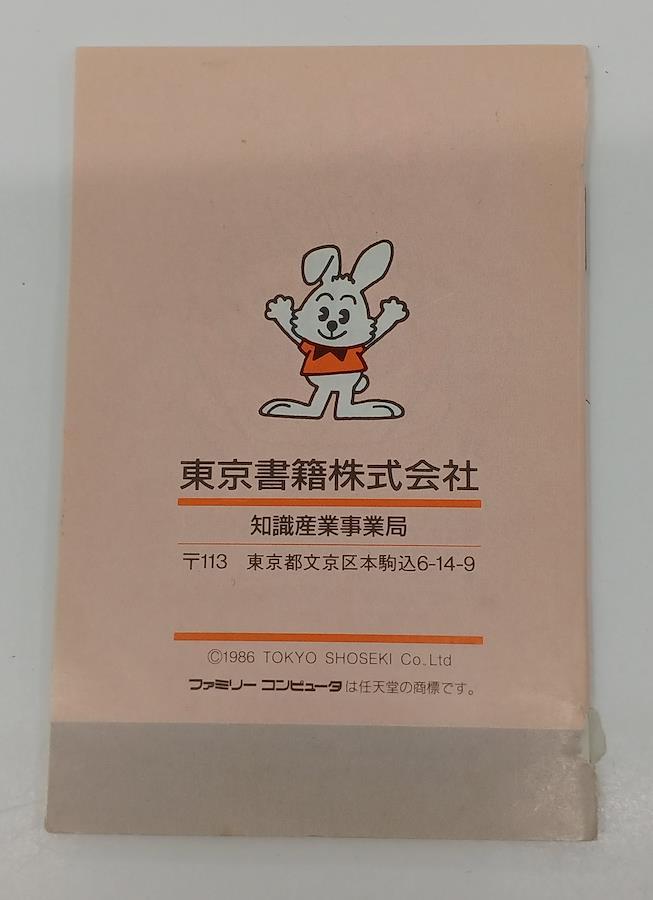 東京書籍株式会社
知識産業事業局
〒113 東京都文京区本駒込6-14-9
©1986 TOKYO SHOSEKI Co., Ltd
ファミリー コンピュータは任天堂の商標です。